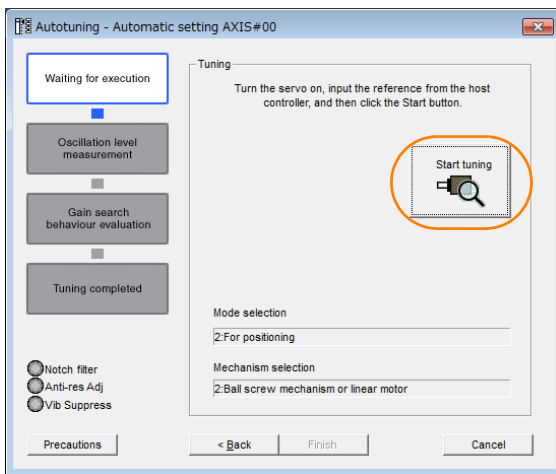 Autotuning - Automatic setting AXIS#00
Waiting for execution
Oscillation level
measurement
Gain search
behaviour evaluation
Tuning completed
Notch filter
Anti-res Adj
Vib Suppress
Tuning
Turn the servo on, input the reference from the host
controller, and then click the Start button.
Start tuning
Mode selection
2:For positioning
Mechanism selection
2:Ball screw mechanism or linear motor
Precautions
< Back
Finish
Cancel